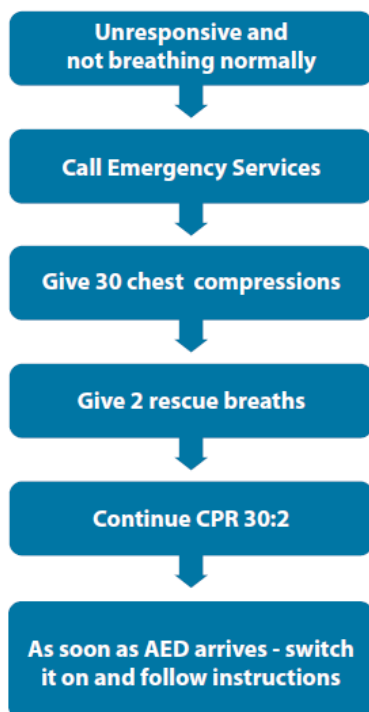 Unresponsive and
not breathing normally
Call Emergency Services
Give 30 chest compressions
Give 2 rescue breaths
Continue CPR 30:2
As soon as AED arrives - switch
it on and follow instructions